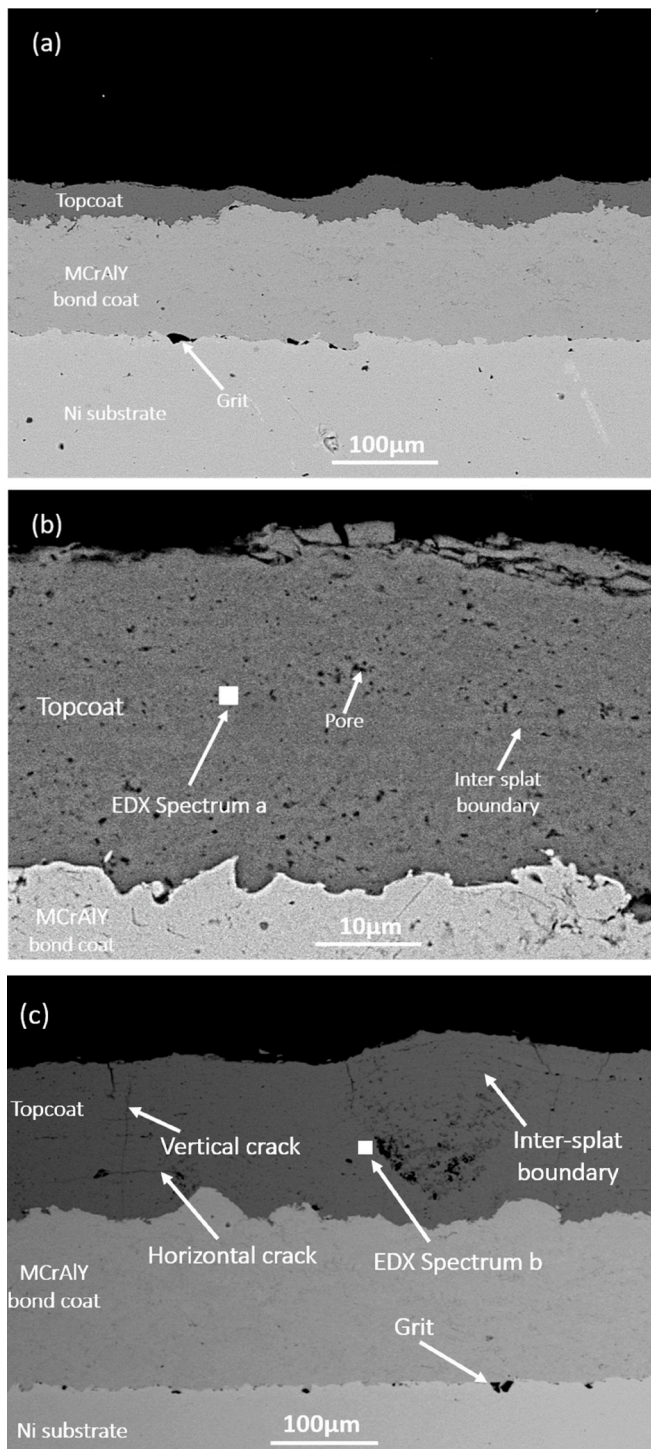 (a)
Topcoat
MCrAlY
bond coat
Grit
Ni substrate
100µm
(b)
Topcoat
Pore
EDX Spectrum a
Inter splat
boundary
MCrAlY
bond coat
10µm
(c)
Topcoat
Vertical crack
Inter-splat
boundary
Horizontal crack
EDX Spectrum b
MCrAlY
bond coat
Grit
Ni substrate
100µm